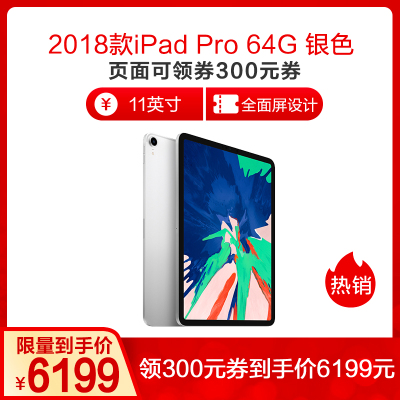 2018款iPad Pro 64G 银色
页面可领券300元券
¥ 11英寸
¥ 全面屏设计
热销
限量到手价
¥6199
领300元券到手价6199元